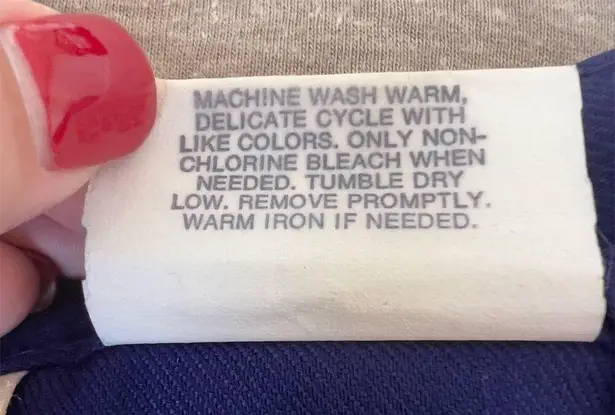 MACHINE WASH WARM,
DELICATE CYCLE WITH
LIKE COLORS. ONLY NON-
CHLORINE BLEACH WHEN
NEEDED. TUMBLE DRY
LOW. REMOVE PROMPTLY.
WARM IRON IF NEEDED.